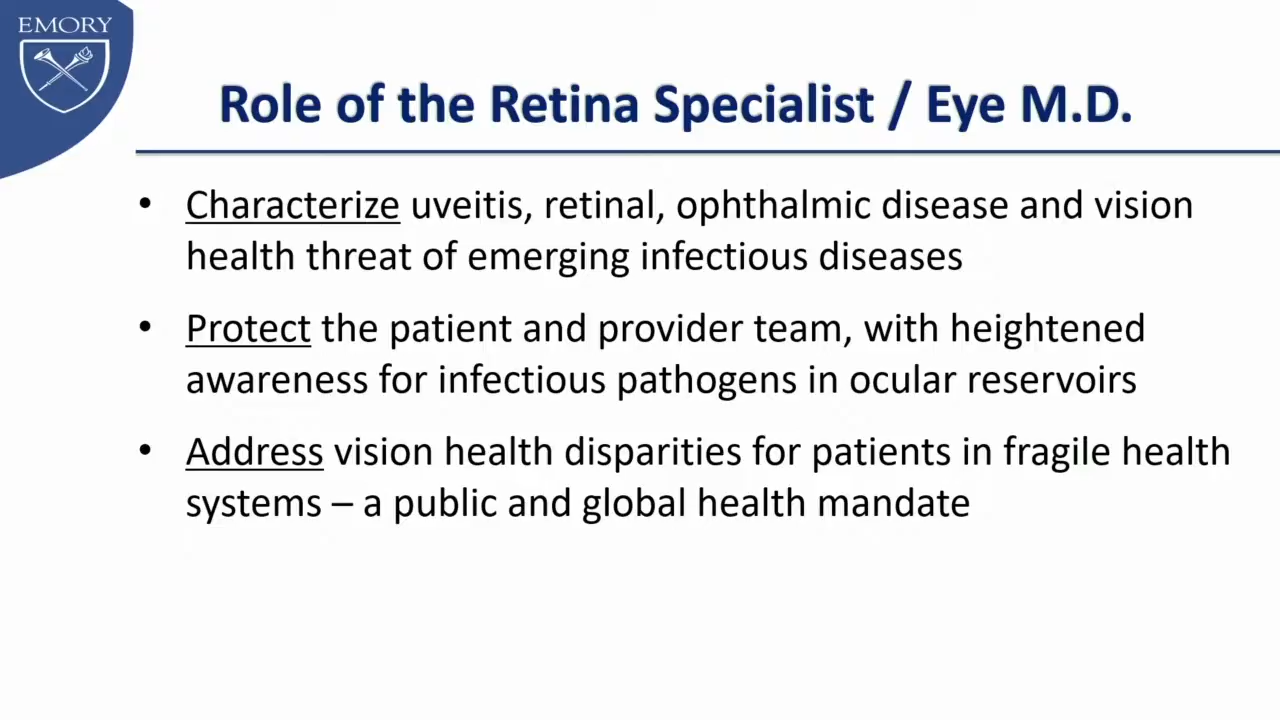 EMORY
Role of the Retina Specialist / Eye M.D.
• Characterize uveitis, retinal, ophthalmic disease and vision
health threat of emerging infectious diseases
• Protect the patient and provider team, with heightened
awareness for infectious pathogens in ocular reservoirs
• Address vision health disparities for patients in fragile health
systems – a public and global health mandate